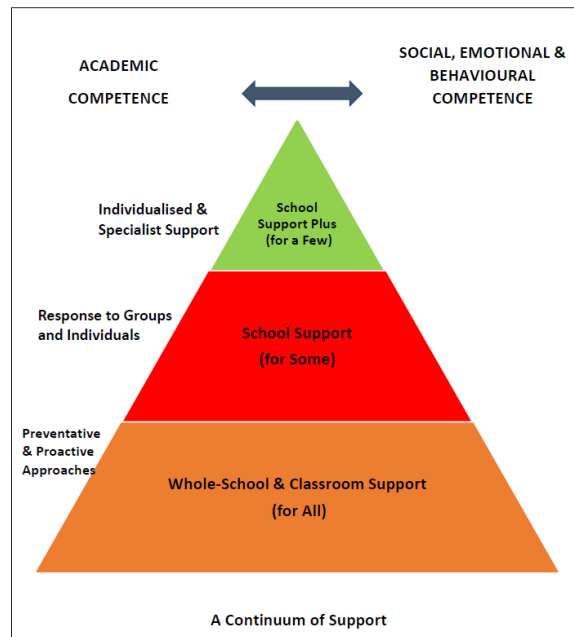 ACADEMIC
COMPETENCE
SOCIAL, EMOTIONAL &
BEHAVIOURAL
COMPETENCE
Individualised &
Specialist Support
School
Support Plus
(for a Few)
Response to Groups
and Individuals
School Support
(for Some)
Preventative
& Proactive
Approaches
Whole-School & Classroom Support
(for All)
A Continuum of Support